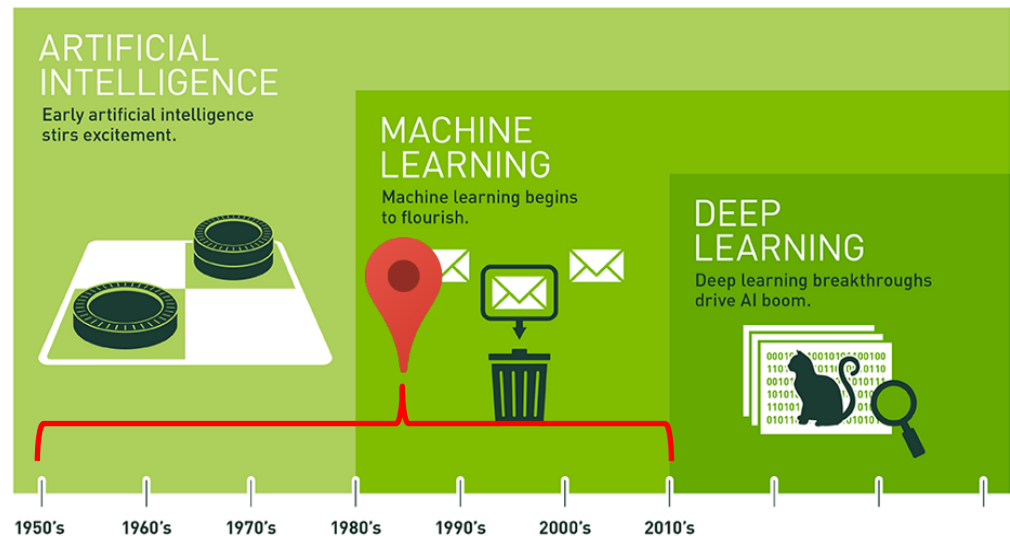 ARTIFICIAL
INTELLIGENCE
Early artificial intelligence
stirs excitement.
MACHINE
LEARNING
Machine learning begins
to flourish.
DEEP
LEARNING
Deep learning breakthroughs
drive AI boom.
1950's 1960's 1970's 1980's 1990's 2000's 2010's